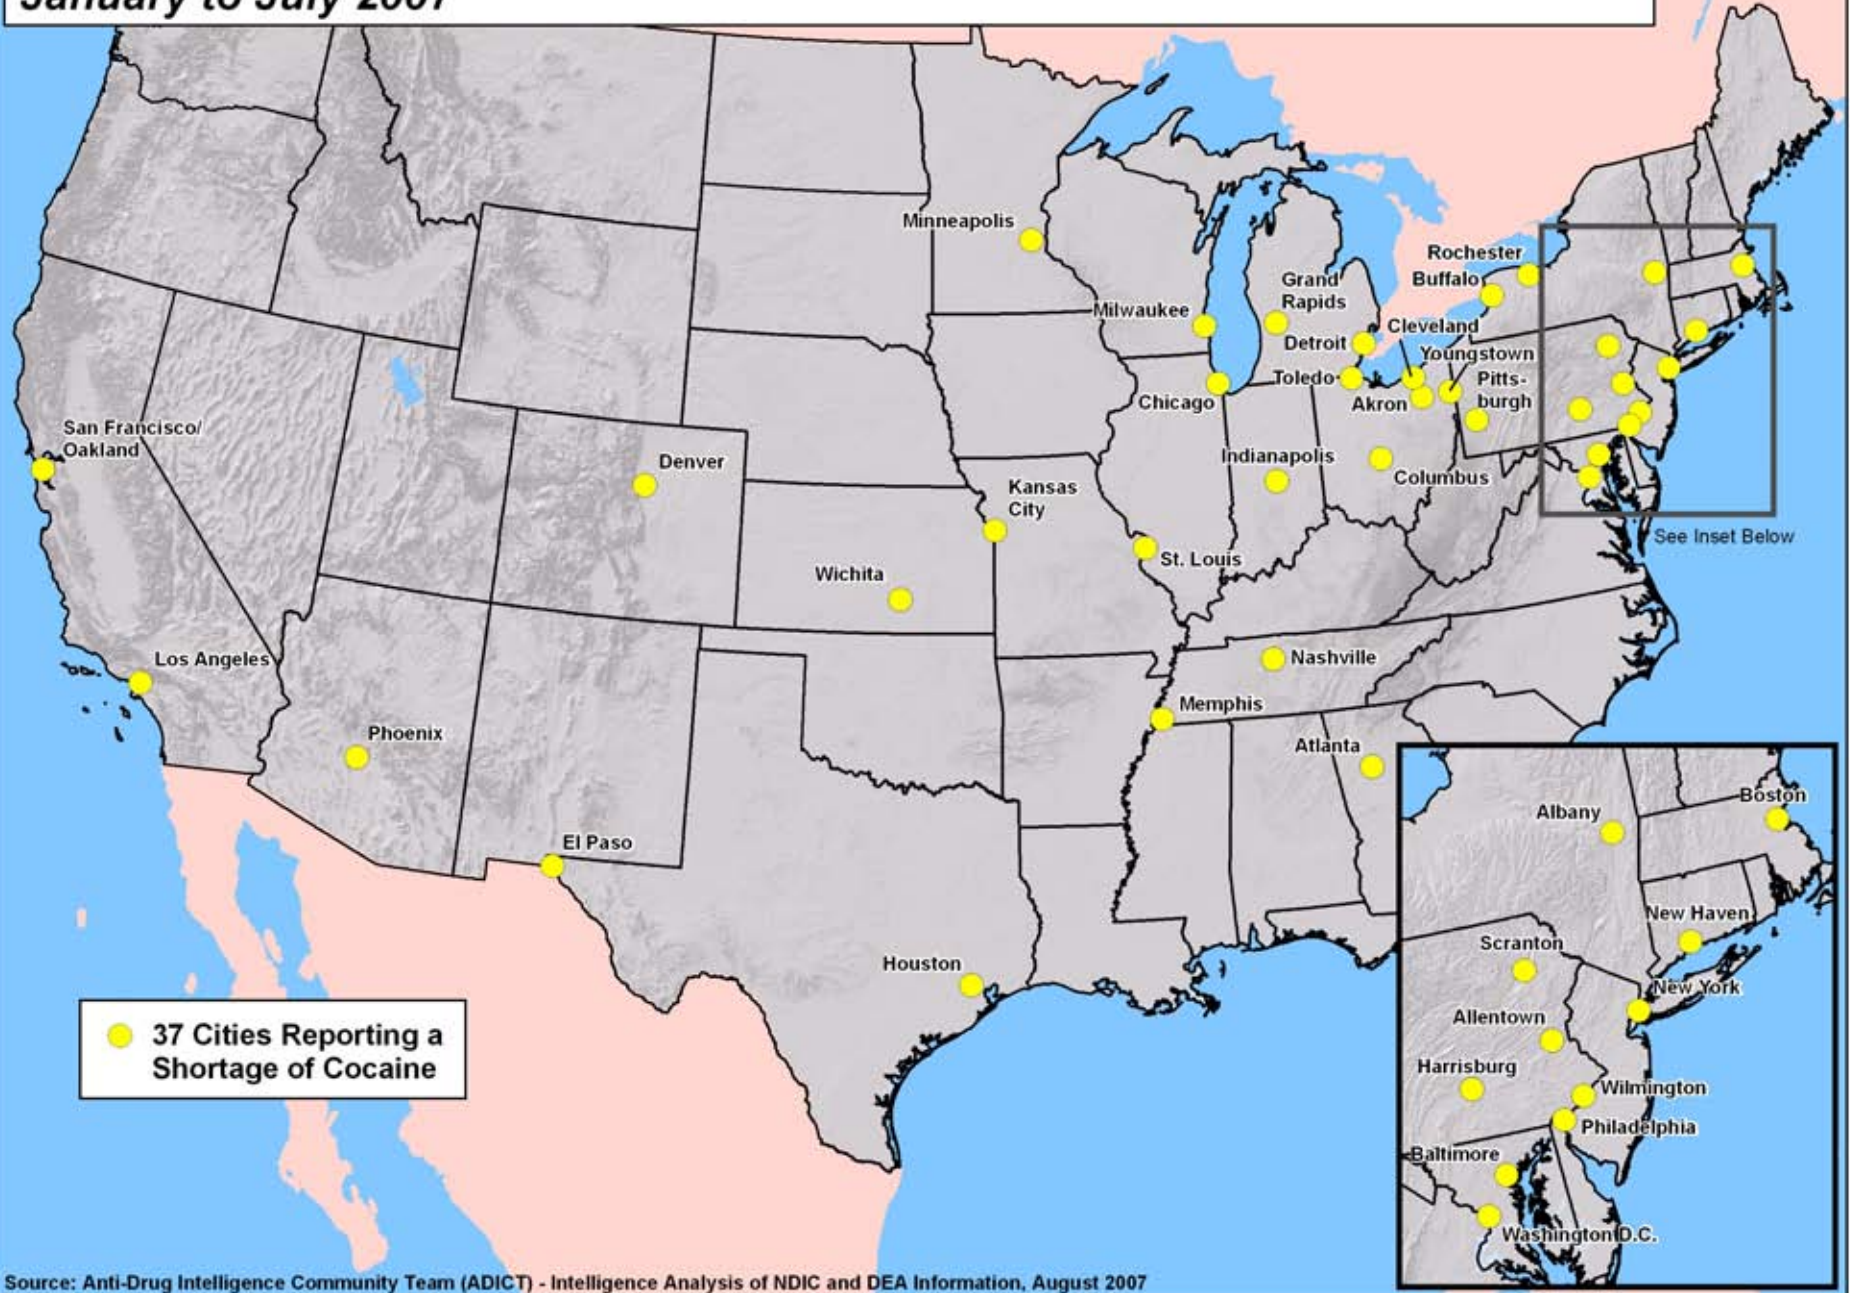 January to July 2007
Minneapolis
Rochester
Buffalo
Grand
Rapids
Milwaukee
Cleveland
Detroit
Youngstown
Toledo
Pitts-
burgh
Chicago
Akron
San Francisco/
Oakland
Denver
Indianapolis
Columbus
Kansas
City
See Inset Below
St. Louis
Wichita
Los Angeles
Nashville
Memphis
Phoenix
Atlanta
El Paso
Houston
Boston
Albany
New Haven
Scranton
New York
Allentown
Harrisburg
Wilmington
Philadelphia
Baltimore
Washington D.C.
37 Cities Reporting a
Shortage of Cocaine
Source: Anti-Drug Intelligence Community Team (ADICT) - Intelligence Analysis of NDIC and DEA Information, August 2007